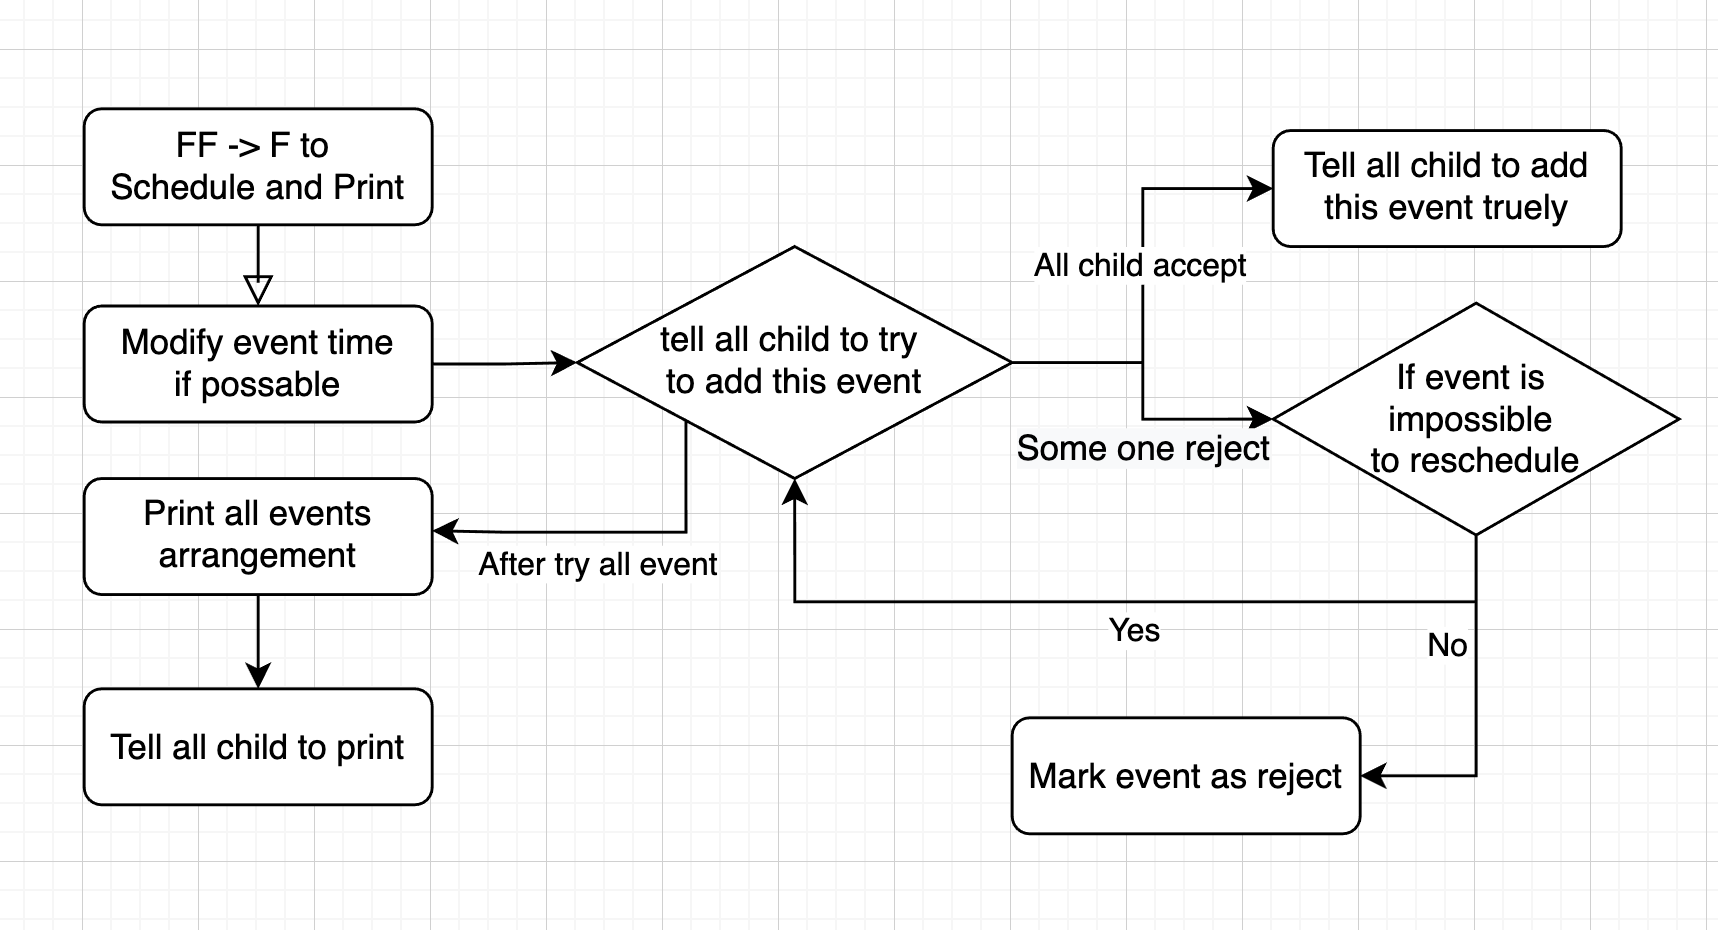 FF -> F to
Schedule and Print
Modify event time
if possable
Print all events
arrangement
Tell all child to print
tell all child to try
to add this event
After try all event
All child accept
Some one reject
Tell all child to add
this event truely
If event is
impossible
to reschedule
Yes
No
Mark event as reject